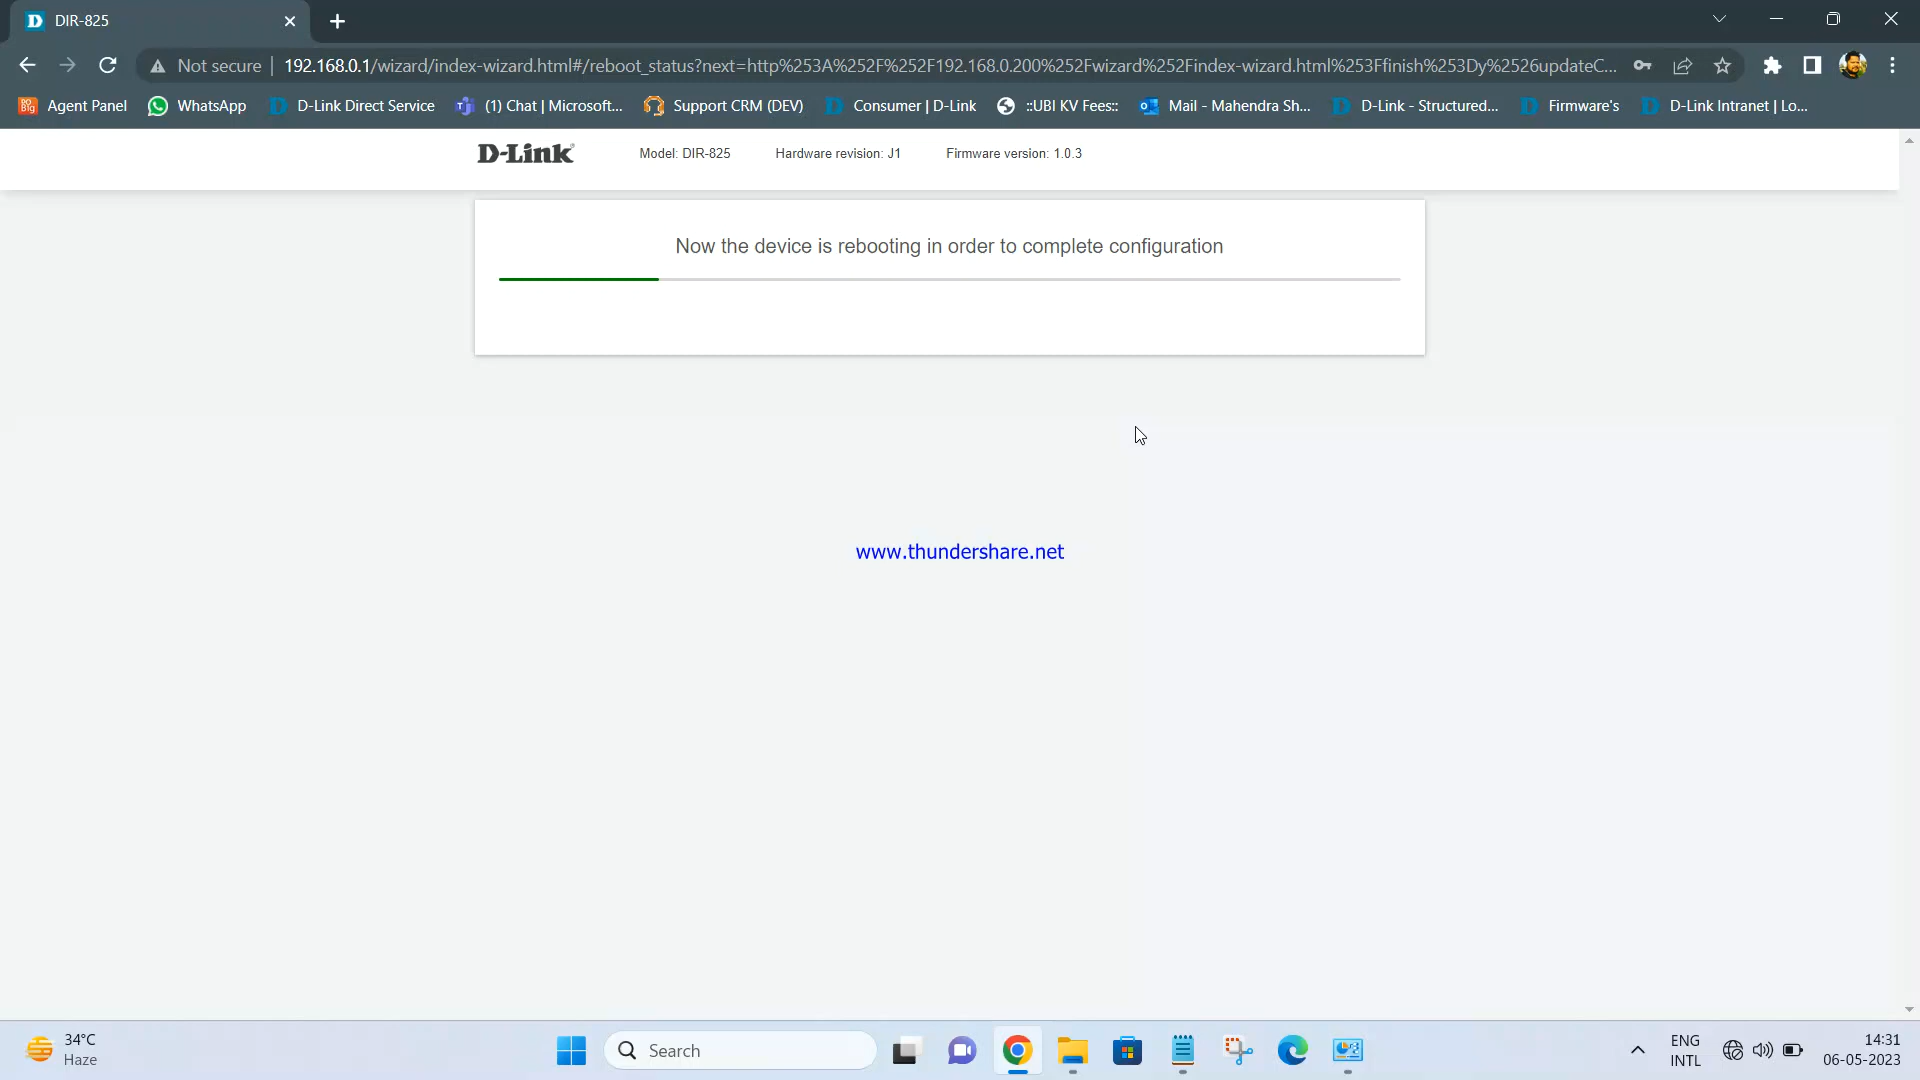 DIR-825
Not secure
192.168.0.1/wizard/index-wizard.html#/reboot_status?next=http%253A%252F%252F192.168.0.200%252Fwizard%252Findex-wizard.html%253Ffinish%253Dy%2526updateC...
Agent Panel
WhatsApp
D-Link Direct Service
(1) Chat | Microsoft...
Support CRM (DEV)
Consumer | D-Link
::UBI KV Fees::
Mail - Mahendra Sh...
D-Link - Structured...
Firmware's
D-Link Intranet | Lo...
D-Link
Model: DIR-825
Hardware revision: J1
Firmware version: 1.0.3
Now the device is rebooting in order to complete configuration
www.thundershare.net
34°C
Haze
Search
ENG
INTL
14:31
06-05-2023